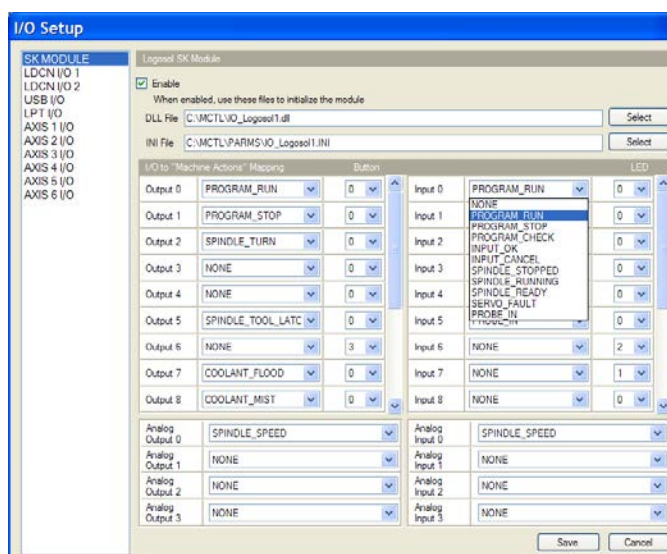 I/O Setup
SK MODULE
LDCN I/O 1
LDCN I/O 2
USB I/O
LPT I/O
AXIS 1 I/O
AXIS 2 I/O
AXIS 3 I/O
AXIS 4 I/O
AXIS 5 I/O
AXIS 6 I/O
Logosol SK Module
Enable
When enabled, use these files to initialize the module
DLL File C:\MCTL\IO_Logosol1.dll Select
INI File C:\MCTL\PARMS\IO_Logosol1.INI Select
I/O to "Machine Actions" Mapping Button LED
Output 0 PROGRAM_RUN 0 Input 0 PROGRAM_RUN 0
NONE
Output 1 PROGRAM_STOP 0 Input 1 PROGRAM_RUN 0
PROGRAM_STOP
Output 2 SPINDLE_TURN 0 Input 2 PROGRAM_CHECK 0
INPUT_OK
INPUT_CANCEL
Output 3 NONE 0 Input 3 SPINDLE_STOPPED 0
SPINDLE_RUNNING
Output 4 NONE 0 Input 4 SPINDLE_READY 0
SERVO_FAULT
PROBE_IN
Output 5 SPINDLE_TOOL_LATC 0 Input 5 PROBE_IN 0
Output 6 NONE 3 Input 6 NONE 2
Output 7 COOLANT_FLOOD 0 Input 7 NONE 1
Output 8 COOLANT_MIST 0 Input 8 NONE 0
Analog Output 0 SPINDLE_SPEED Analog Input 0 SPINDLE_SPEED
Analog Output 1 NONE Analog Input 1 NONE
Analog Output 2 NONE Analog Input 2 NONE
Analog Output 3 NONE Analog Input 3 NONE
Save Cancel